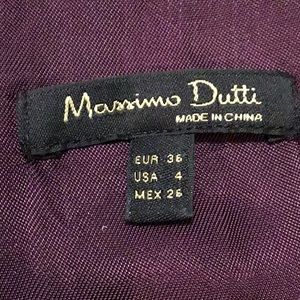 Massimo Dutti
MADE IN CHINA
EUR 36
USA 4
MEX 26